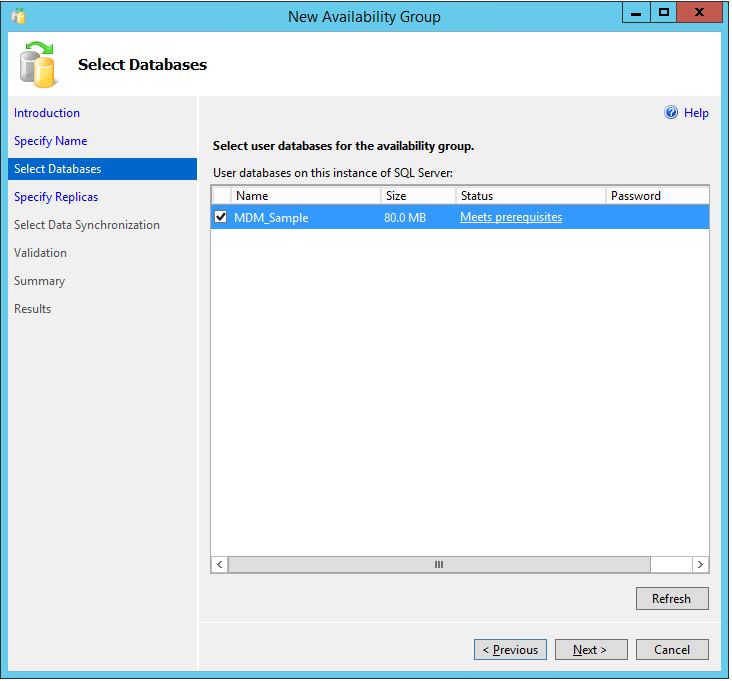 New Availability Group
Select Databases
Introduction
Specify Name
Select Databases
Specify Replicas
Select Data Synchronization
Validation
Summary
Results
Help
Select user databases for the availability group.
User databases on this instance of SQL Server:
Name Size Status Password
MDM_Sample 80.0 MB Meets prerequisites
Refresh
< Previous Next > Cancel